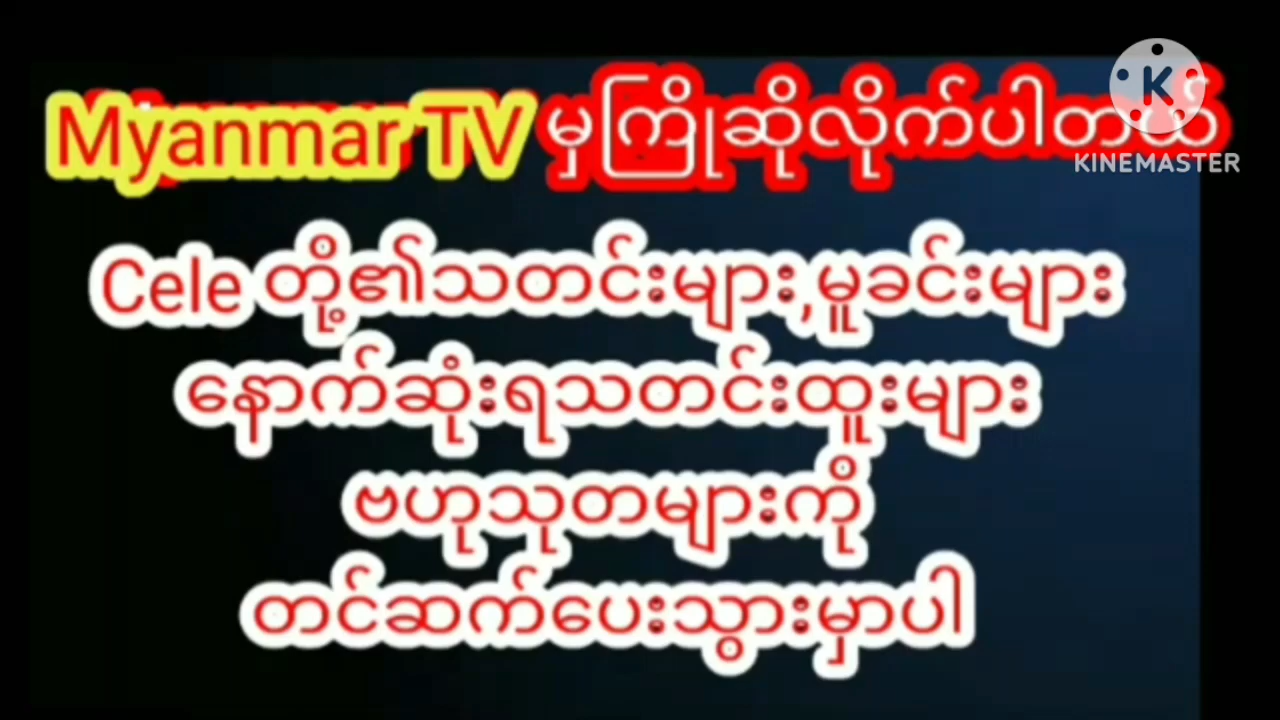 Myanmar TV မှကြိုဆိုလိုက်ပါတယ်
KINEMASTER
Cele တို့၏သတင်းများ,မူခင်းများ
နောက်ဆုံးရသတင်းထူးများ
ဗဟုသုတများကို
တင်ဆက်ပေးသွားမှာပါ